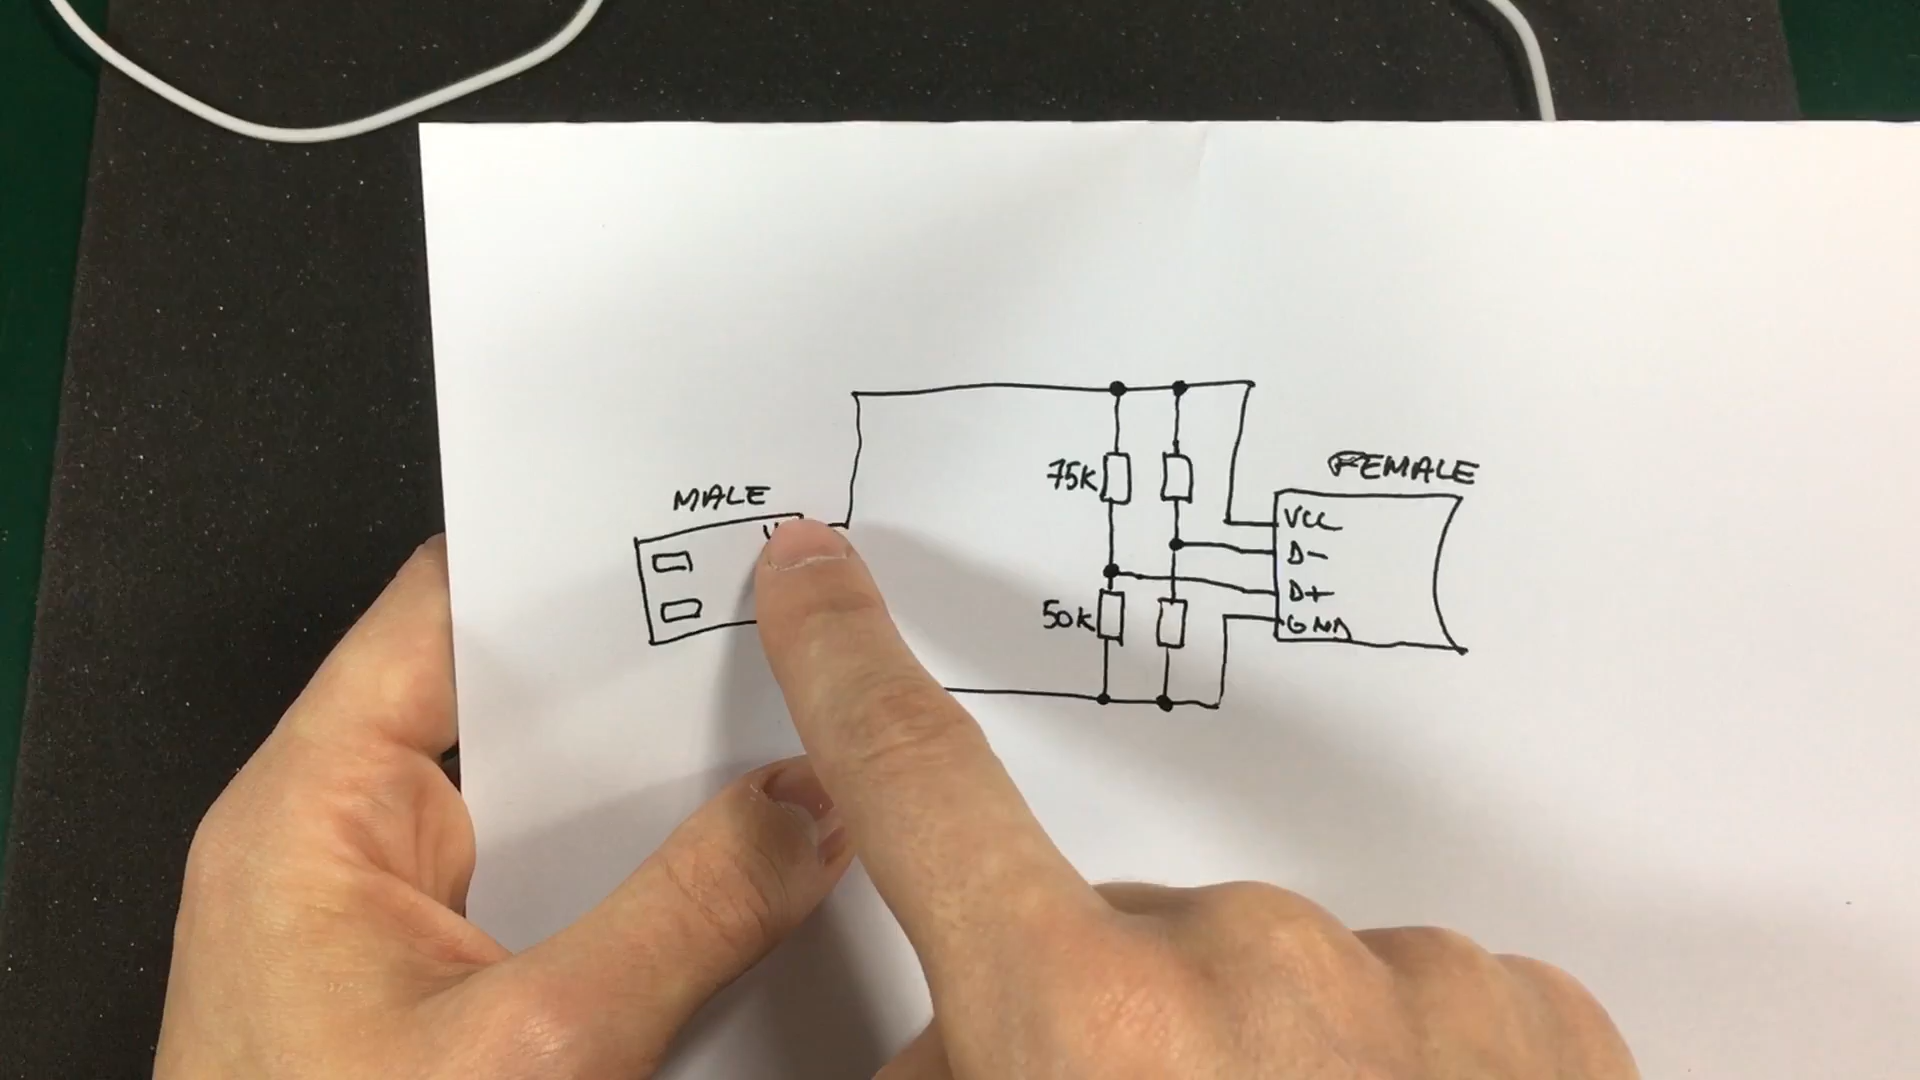 MALE
FEMALE
75K
VCC
D-
D+
50K
GND